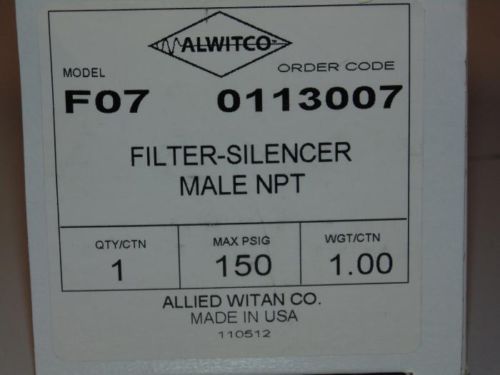 ALWITCO
MODEL ORDER CODE
F07 0113007
FILTER-SILENCER
MALE NPT
QTY/CTN MAX PSIG WGT/CTN
1 150 1.00
ALLIED WITAN CO.
MADE IN USA
110512